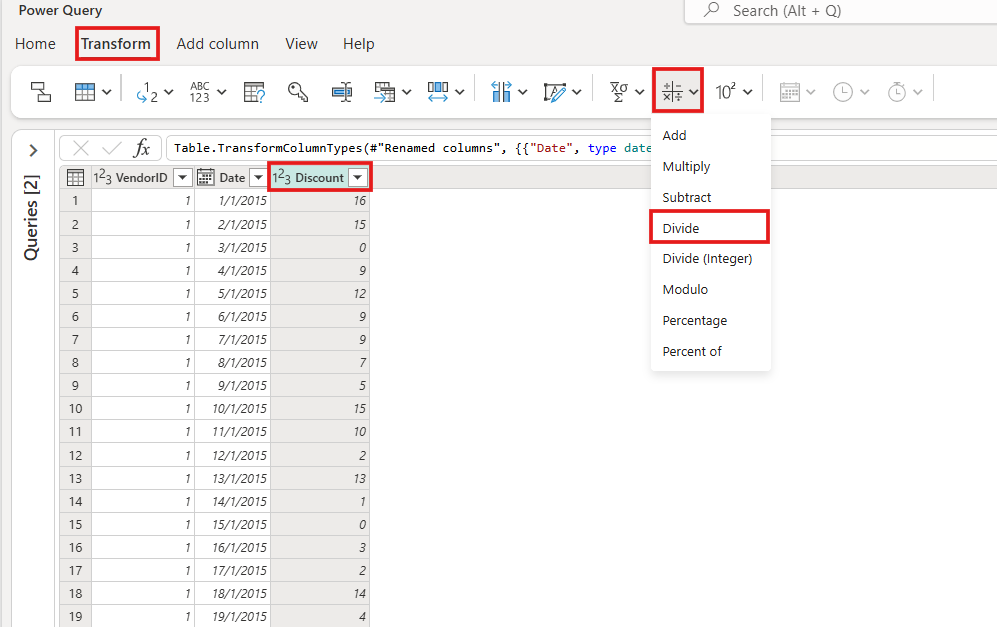 Power Query
Search (Alt + Q)
Home Transform Add column View Help
1 2 ABC 123 Σ 10²
Queries [2]
fx Table.TransformColumnTypes(#"Renamed columns", {{"Date", type date
1²3 VendorID Date 1²3 Discount
1 1 1/1/2015 16
2 1 2/1/2015 15
3 1 3/1/2015 0
4 1 4/1/2015 9
5 1 5/1/2015 12
6 1 6/1/2015 9
7 1 7/1/2015 9
8 1 8/1/2015 7
9 1 9/1/2015 5
10 1 10/1/2015 15
11 1 11/1/2015 10
12 1 12/1/2015 2
13 1 13/1/2015 13
14 1 14/1/2015 1
15 1 15/1/2015 0
16 1 16/1/2015 3
17 1 17/1/2015 2
18 1 18/1/2015 14
19 1 19/1/2015 4
Add
Multiply
Subtract
Divide
Divide (Integer)
Modulo
Percentage
Percent of